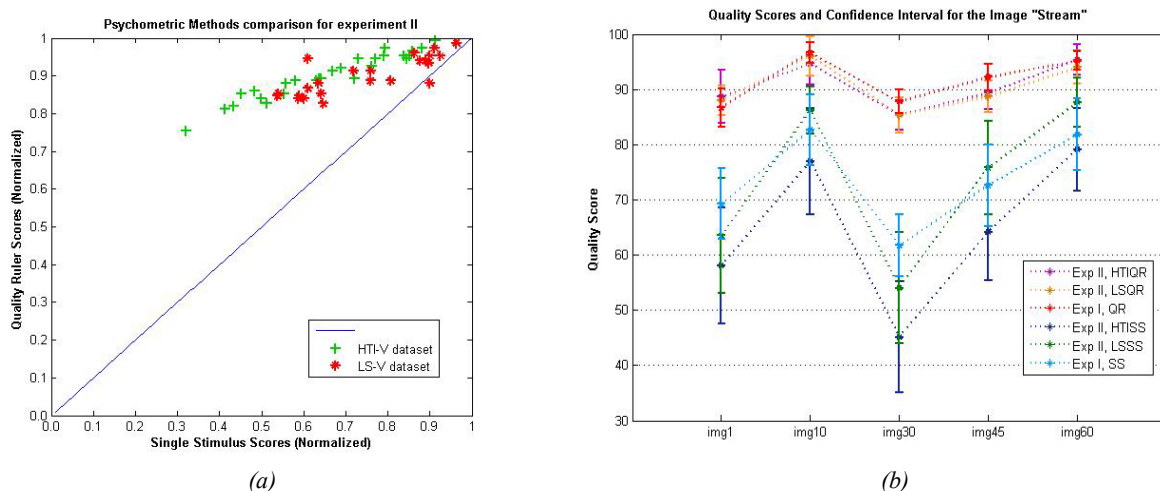 Psychometric Methods comparison for experiment II
1
0.9
0.8
0.7
0.6
0.5
0.4
0.3
0.2
0.1
0.0
0.0 0.1 0.2 0.3 0.4 0.5 0.6 0.7 0.8 0.9 1
Quality Ruler Scores (Normalized)
Single Stimulus Scores (Normalized)
HTI-V dataset
LS-V dataset
(a)
Quality Scores and Confidence Interval for the Image "Stream"
100
90
80
70
60
50
40
30
img1 img10 img30 img45 img60
Quality Score
Exp II, HTIQR
Exp II, LSQR
Exp I, QR
Exp II, HTISS
Exp II, LSSS
Exp I, SS
(b)